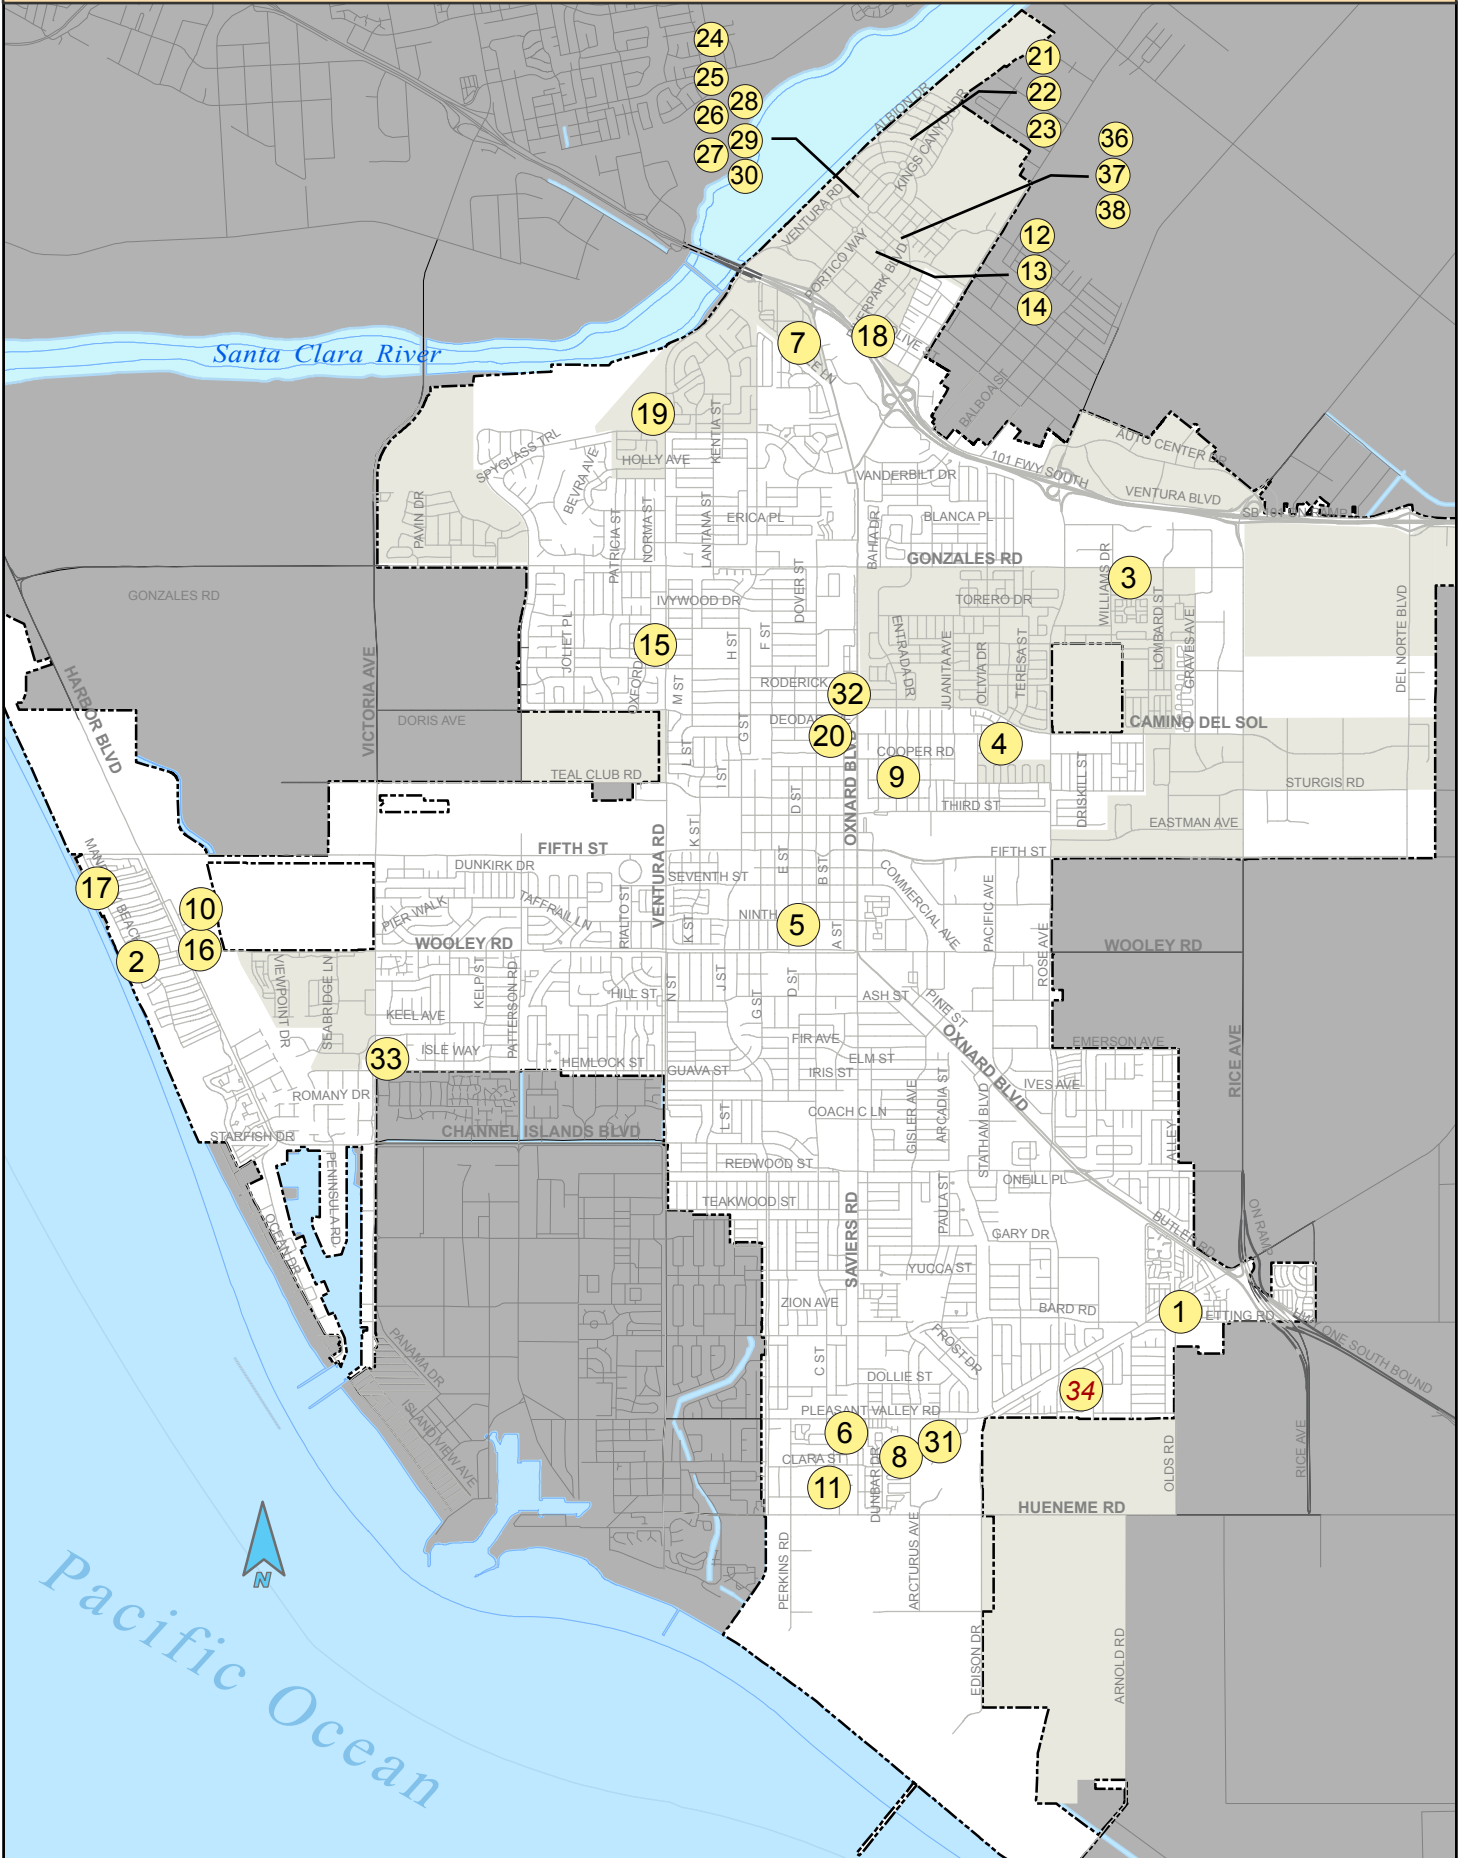 24
25
26
27
28
29
30
21
22
23
36
37
38
12
13
14
ALBION DR
KINGS CANYON DR
VENTURA RD
PORTICO WAY
Santa Clara River
7
18
19
SPYGLASS TRL
BEVRA AVE
HOLLY AVE
KENTIA ST
BALBOA ST
101 FWY SOUTH
AUTO CENTER DR
VENTURA BLVD
VANDERBILT DR
PAVIN DR
PATRICIA ST
NORMA ST
LANTANA ST
ERICA PL
BAHIA DR
BLANCA PL
GONZALES RD
GONZALES RD
3
WILLIAMS DR
LOMBARD ST
GRAVES AVE
DEL NORTE BLVD
IVYWOOD DR
DOVER ST
TORERO DR
JOLIET PL
15
OXFORD
H ST
F ST
M ST
ENTRADA DR
JUANITA AVE
OLIVIA DR
TERESA ST
RODERICK
32
HARBOR BLVD
VICTORIA AVE
DORIS AVE
G ST
20
OXNARD BLVD
COOPER RD
4
CAMINO DEL SOL
TEAL CLUB RD
L ST
I ST
D ST
9
THIRD ST
DRISKILL ST
STURGIS RD
EASTMAN AVE
VENTURA RD
K ST
FIFTH ST
FIFTH ST
DUNKIRK DR
SEVENTH ST
E ST
B ST
COMMERCIAL AVE
PACIFIC AVE
17
10
PIER WALK
TAFFRAIL LN
RIALTO ST
K ST
NINTH
5
A ST
16
2
WOOLEY RD
WOOLEY RD
ROSE AVE
VIEWPOINT DR
SEABRIDGE LN
KELP ST
PATTERSON RD
HILL ST
N ST
J ST
G ST
D ST
ASH ST
PINE ST
KEEL AVE
ISLE WAY
33
HEMLOCK ST
GUAVA ST
FIR AVE
ELM ST
IRIS ST
OXNARD BLVD
EMERSON AVE
RICE AVE
IVES AVE
ROMANY DR
STARFISH DR
CHANNEL ISLANDS BLVD
L ST
COACH C LN
GISLER AVE
ARCADIA ST
STATHAM BLVD
ALLEY
REDWOOD ST
ONEILL PL
TEAKWOOD ST
PENINSULA RD
OCEAN DR
SAVIERS RD
PAULA ST
GARY DR
BUTLER RD
ON RAMP
YUCCA ST
ZION AVE
BARD RD
1
ETTING RD
ONE SOUTH BOUND
PANAMA DR
ISLAND VIEW AVE
FROST DR
C ST
DOLLIE ST
34
PLEASANT VALLEY RD
6
31
8
CLARA ST
11
DUNBAR DR
OLDS RD
RICE AVE
HUENEME RD
PERKINS RD
ARCTURUS AVE
EDISON DR
ARNOLD RD
N
Pacific Ocean